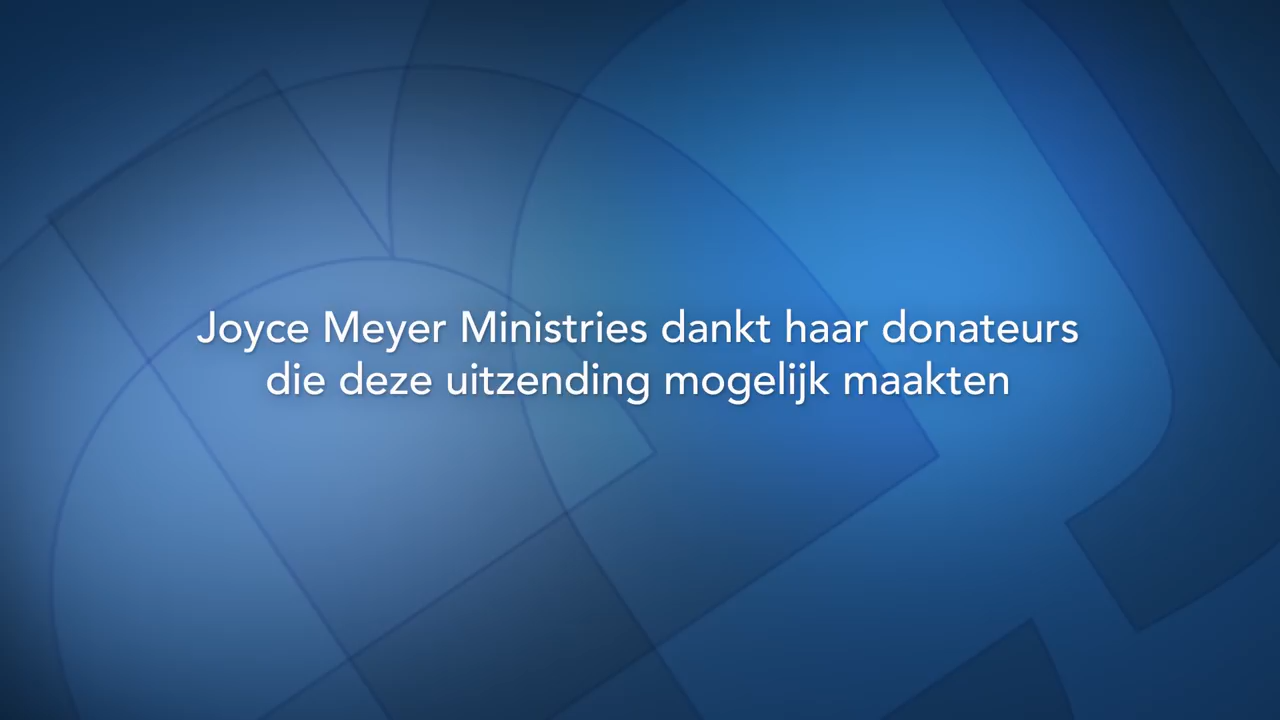 Joyce Meyer Ministries dankt haar donateurs
die deze uitzending mogelijk maakten